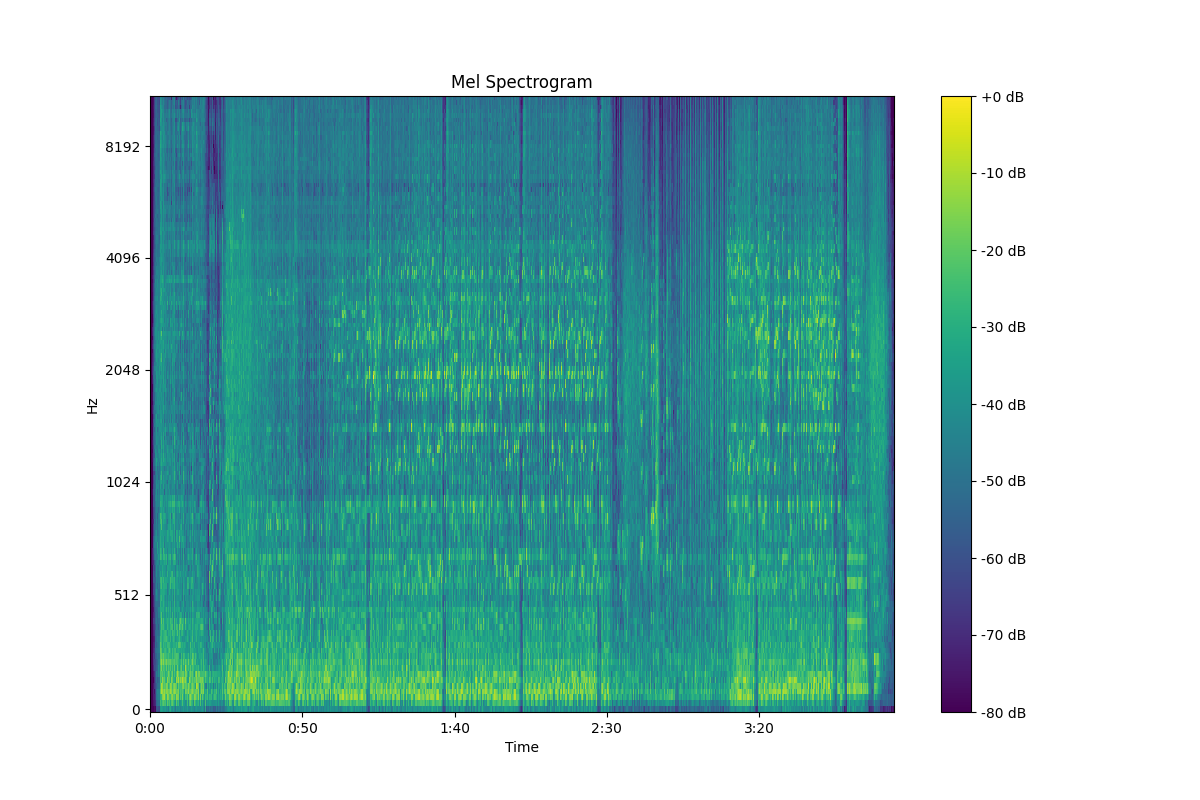 Mel Spectrogram
Hz
8192
4096
2048
1024
512
0
0:00
0:50
1:40
2:30
3:20
Time
+0 dB
-10 dB
-20 dB
-30 dB
-40 dB
-50 dB
-60 dB
-70 dB
-80 dB